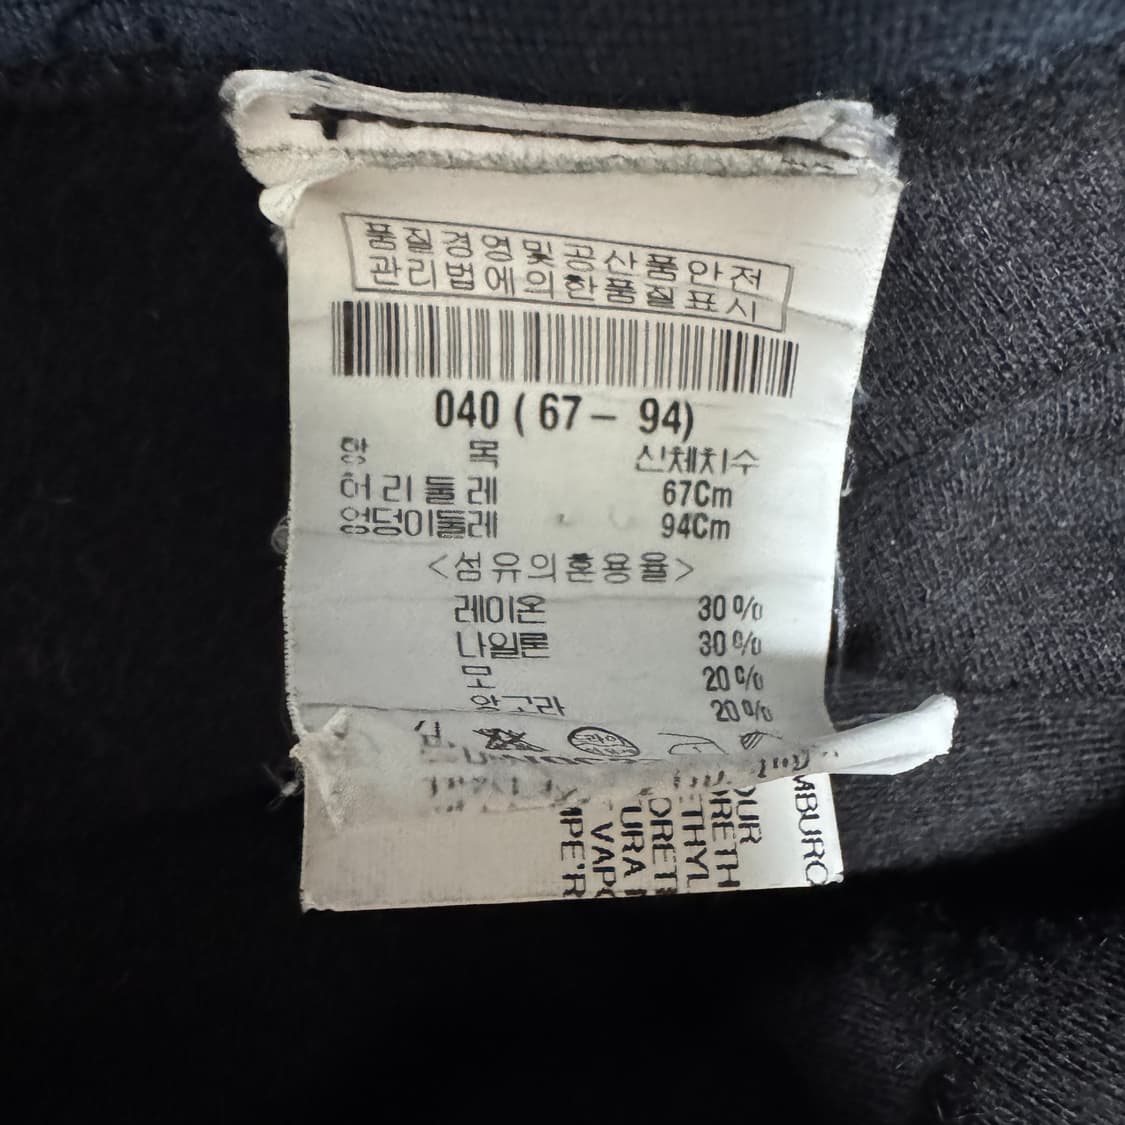 품질경영및공산품안전
관리법에의한품질표시
040 ( 67 - 94)
항 목 신체치수
허리둘레 67Cm
엉덩이둘레 94Cm
<섬유의혼용율>
레이온 30%
나일론 30%
모 20%
앙고라 20%
드라이